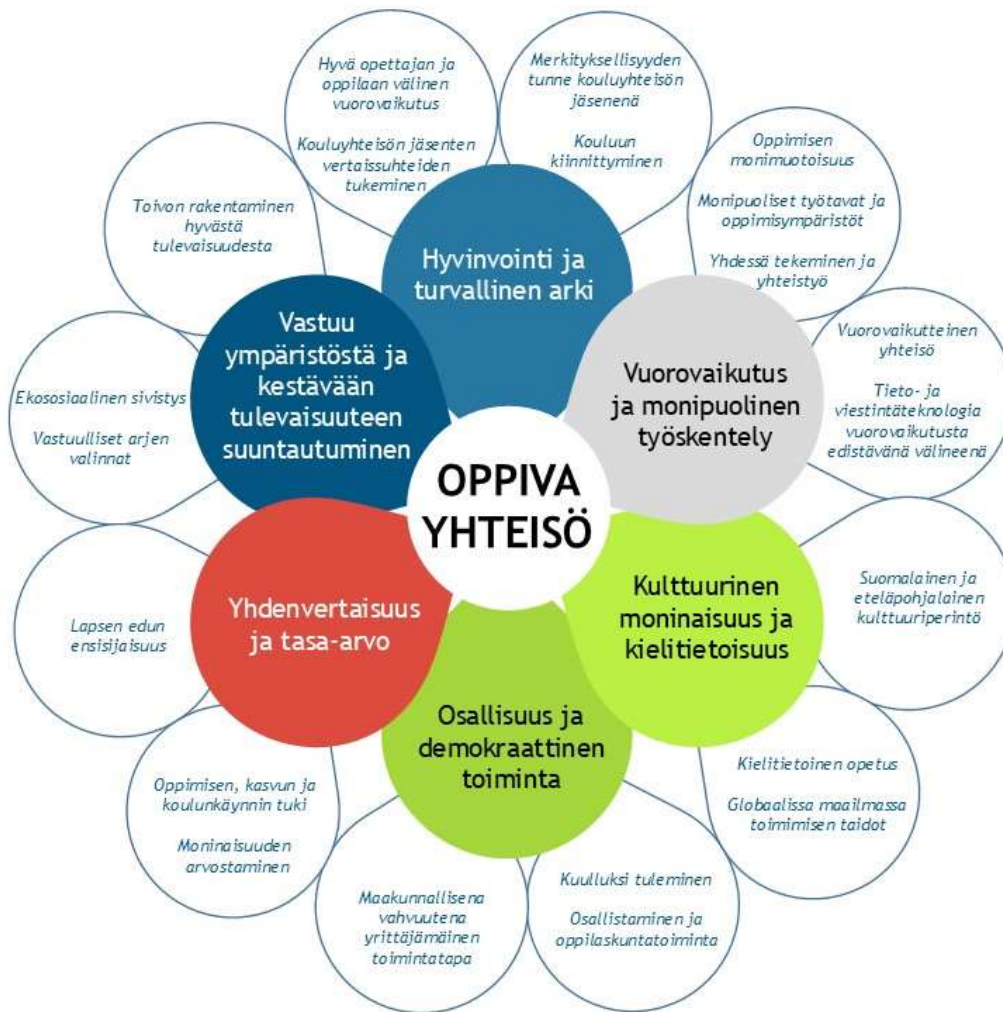 Hyvä opettajan ja
oppilaan välinen
vuorovaikutus
Kouluyhteisön jäsenten
vertaissuhteiden
tukeminen
Merkityksellisyyden
tunne kouluyhteisön
jäsenenä
Kouluun
kiinnittyminen
Oppimisen
monimuotoisuus
Monipuoliset työtavat ja
oppimisympäristöt
Yhdessä tekeminen ja
yhteistyö
Toivon rakentaminen
hyvästä
tulevaisuudesta
Hyvinvointi ja
turvallinen arki
Vastuu
ympäristöstä ja
kestävään
tulevaisuuteen
suuntautuminen
Vuorovaikutus
ja monipuolinen
työskentely
Vuorovaikutteinen
yhteisö
Tieto- ja
viestintäteknologia
vuorovaikutusta
edistävänä välineenä
Ekososiaalinen sivistys
Vastuulliset arjen
valinnat
OPPIVA
YHTEISÖ
Yhdenvertaisuus
ja tasa-arvo
Kulttuurinen
moninaisuus ja
kielitietoisuus
Suomalainen ja
eteläpohjalainen
kulttuuriperintö
Lapsen edun
ensisijaisuus
Osallisuus ja
demokraattinen
toiminta
Oppimisen, kasvun ja
koulunkäynnin tuki
Moninaisuuden
arvostaminen
Kielitietoinen opetus
Globaalissa maailmassa
toimimisen taidot
Maakunnallisena
vahvuutena
yrittäjämäinen
toimintatapa
Kuulluksi tuleminen
Osallistaminen ja
oppilaskuntatoiminta